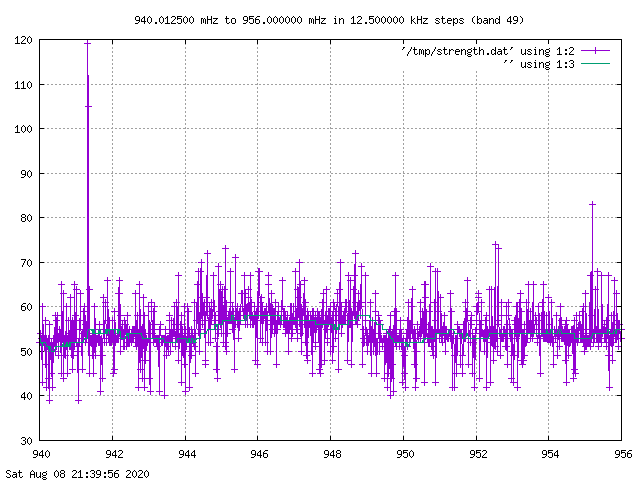 940.012500 mHz to 956.000000 mHz in 12.500000 kHz steps (band 49)
120
'/tmp/strength.dat' using 1:2
'' using 1:3
110
100
90
80
70
60
50
40
30
940 942 944 946 948 950 952 954 956
Sat Aug 08 21:39:56 2020